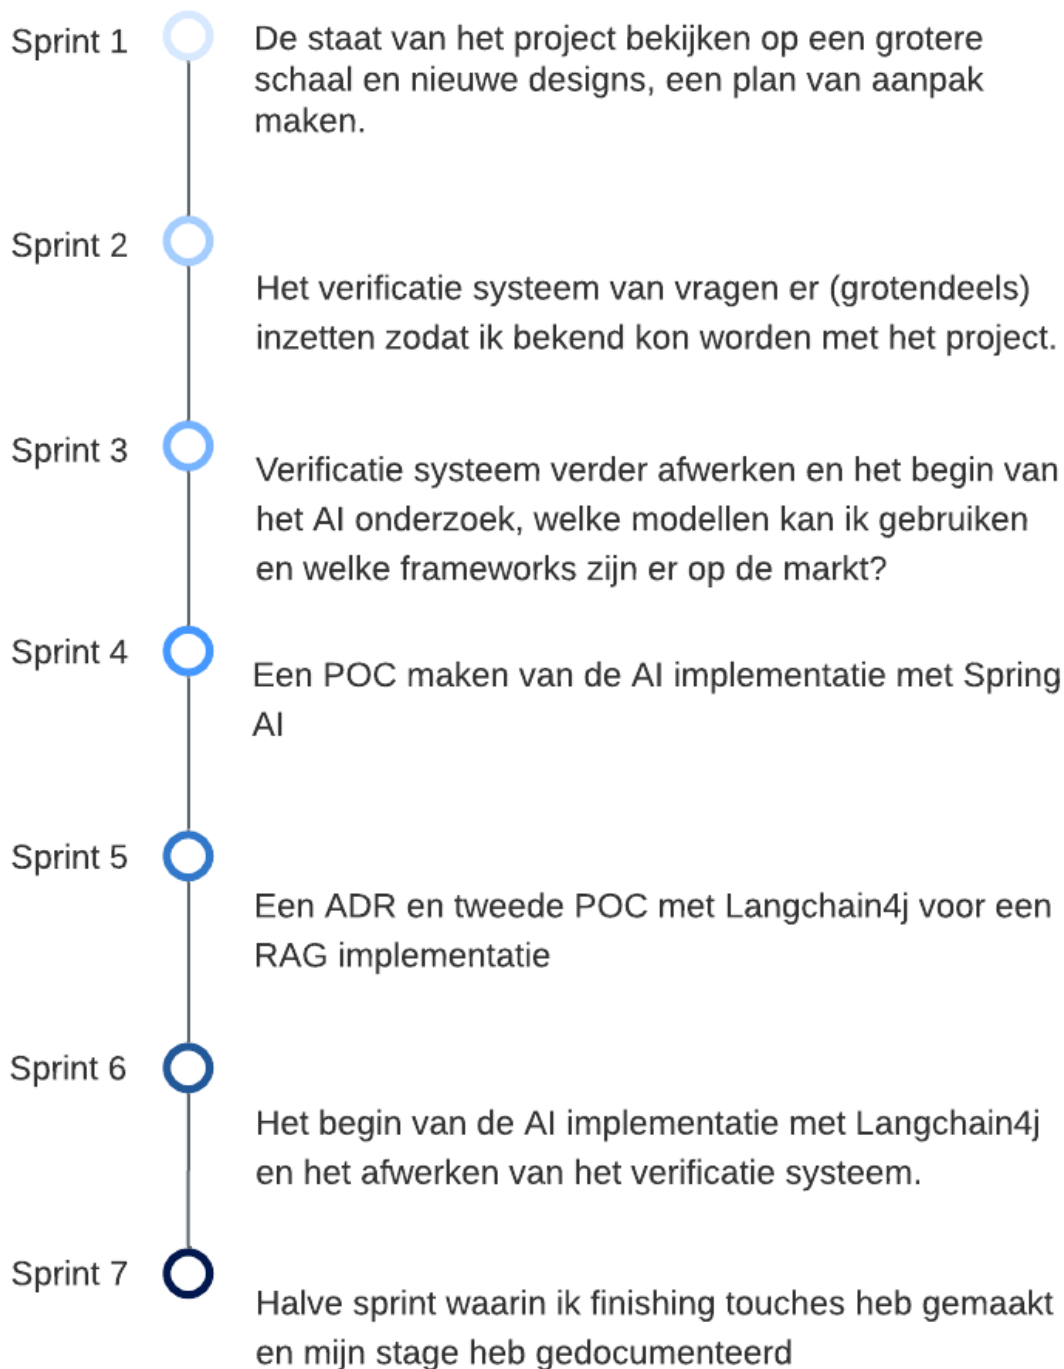 Sprint 1
De staat van het project bekijken op een grotere
schaal en nieuwe designs, een plan van aanpak
maken.
Sprint 2
Het verificatie systeem van vragen er (grotendeels)
inzetten zodat ik bekend kon worden met het project.
Sprint 3
Verificatie systeem verder afwerken en het begin van
het AI onderzoek, welke modellen kan ik gebruiken
en welke frameworks zijn er op de markt?
Sprint 4
Een POC maken van de AI implementatie met Spring
AI
Sprint 5
Een ADR en tweede POC met Langchain4j voor een
RAG implementatie
Sprint 6
Het begin van de AI implementatie met Langchain4j
en het afwerken van het verificatie systeem.
Sprint 7
Halve sprint waarin ik finishing touches heb gemaakt
en mijn stage heb gedocumenteerd